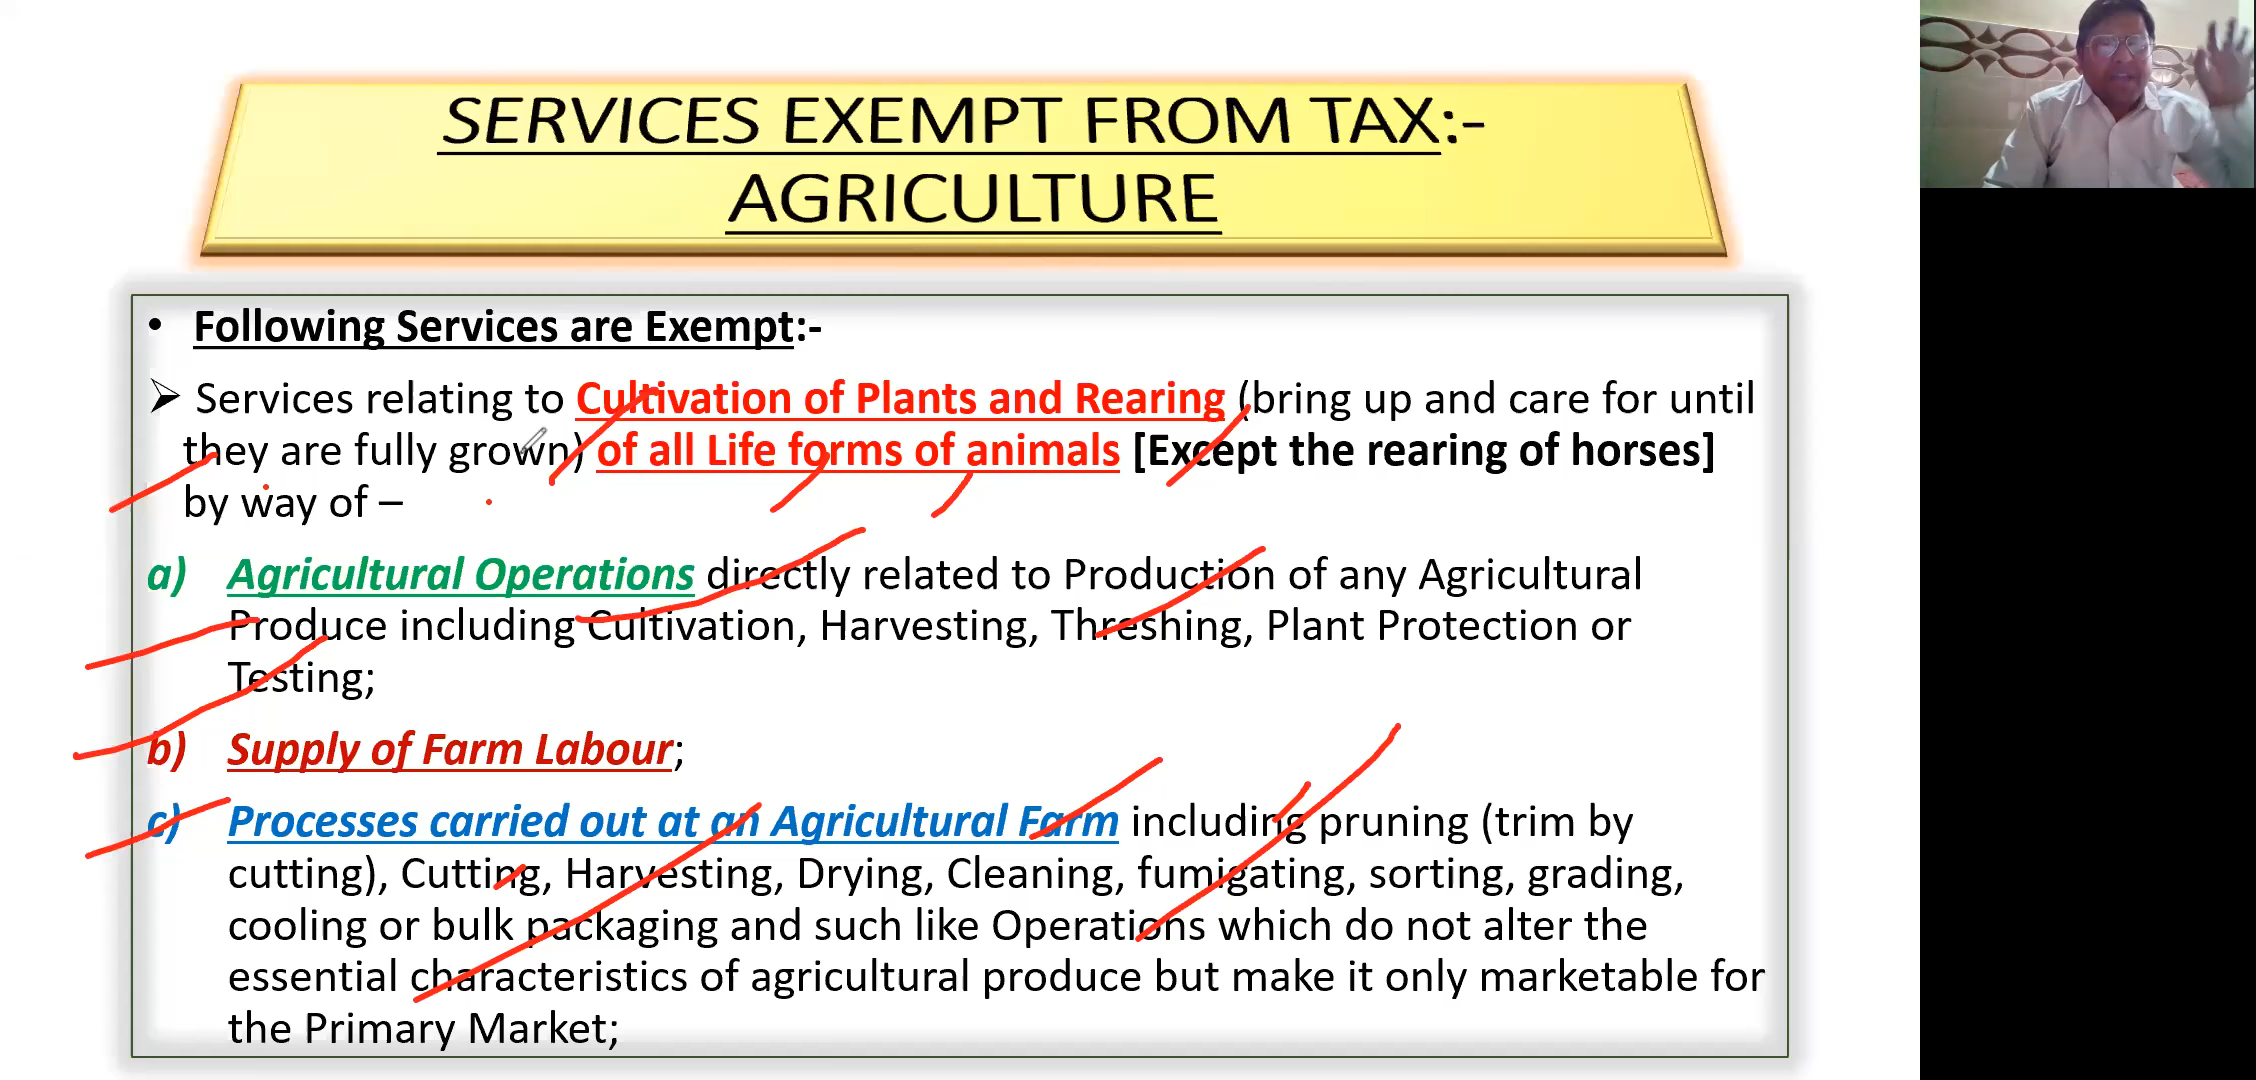 SERVICES EXEMPT FROM TAX:-
AGRICULTURE
• Following Services are Exempt:-
➢ Services relating to Cultivation of Plants and Rearing (bring up and care for until
they are fully grown) of all Life forms of animals [Except the rearing of horses]
by way of –
a) Agricultural Operations directly related to Production of any Agricultural
Produce including Cultivation, Harvesting, Threshing, Plant Protection or
Testing;
b) Supply of Farm Labour;
c) Processes carried out at an Agricultural Farm including pruning (trim by
cutting), Cutting, Harvesting, Drying, Cleaning, fumigating, sorting, grading,
cooling or bulk packaging and such like Operations which do not alter the
essential characteristics of agricultural produce but make it only marketable for
the Primary Market;